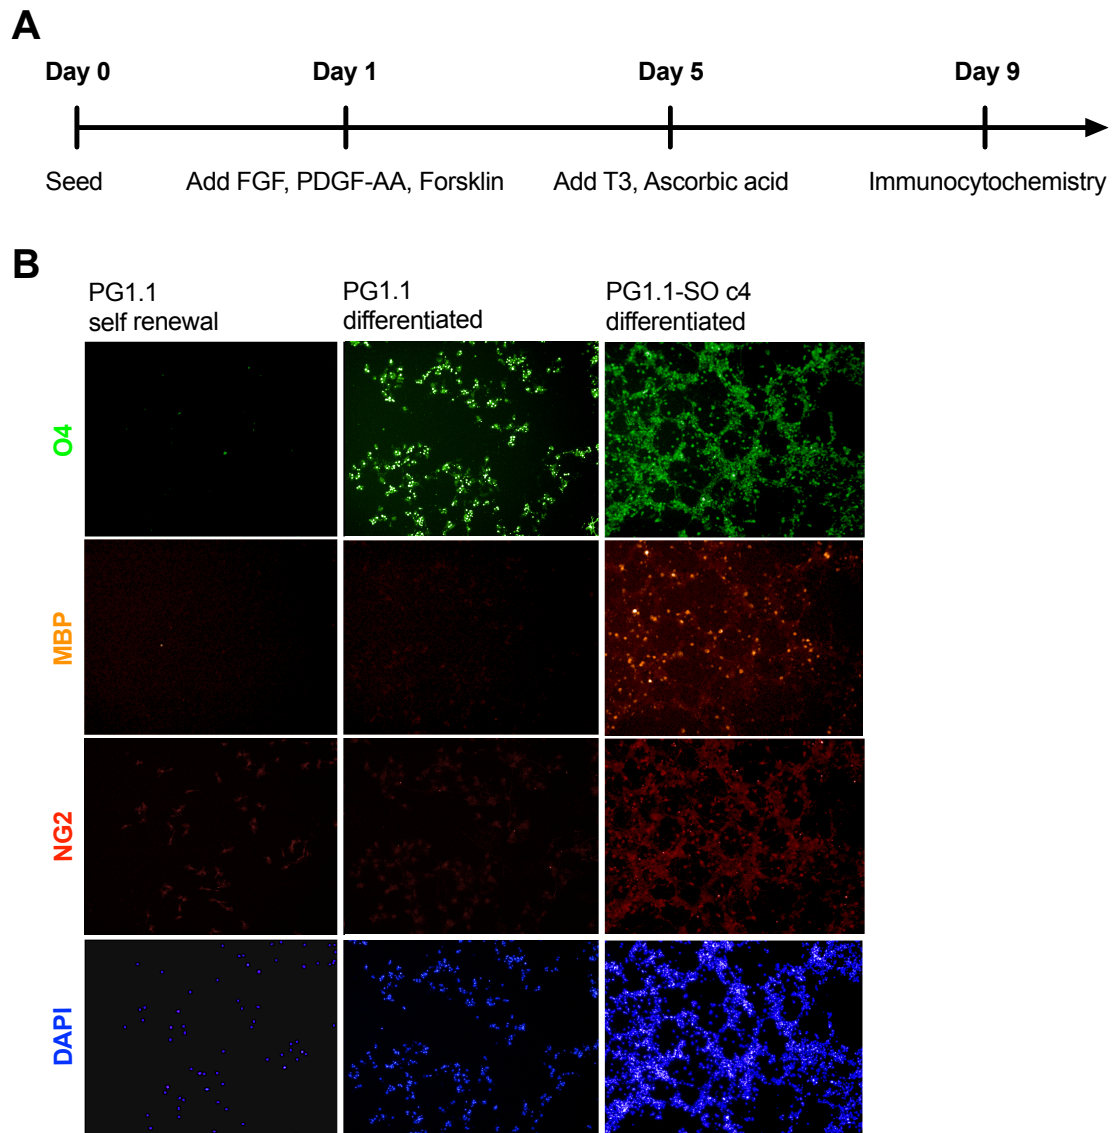 A
Day 0 Day 1 Day 5 Day 9
Seed Add FGF, PDGF-AA, Forsklin Add T3, Ascorbic acid Immunocytochemistry
B
PG1.1 PG1.1 PG1.1-SO c4
self renewal differentiated differentiated
O4
MBP
NG2
DAPI